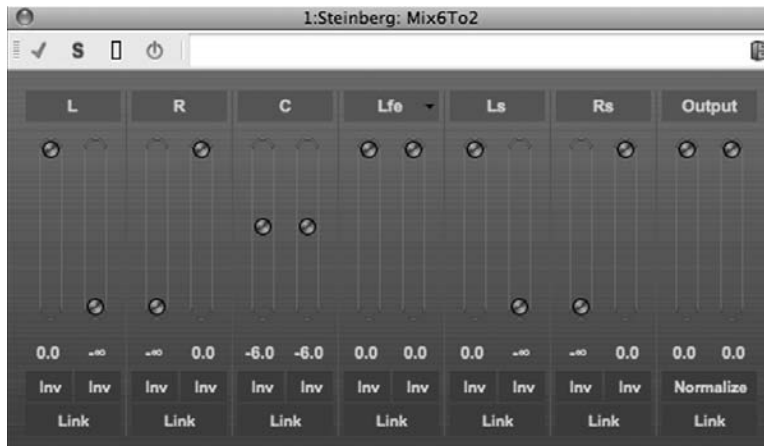 1:Steinberg: Mix6To2
S
L R C Lfe Ls Rs Output
0.0 -∞ -∞ 0.0 -6.0 -6.0 0.0 0.0 0.0 -∞ -∞ 0.0 0.0 0.0
Inv Inv Inv Inv Inv Inv Inv Inv Inv Inv Inv Inv Normalize
Link Link Link Link Link Link Link